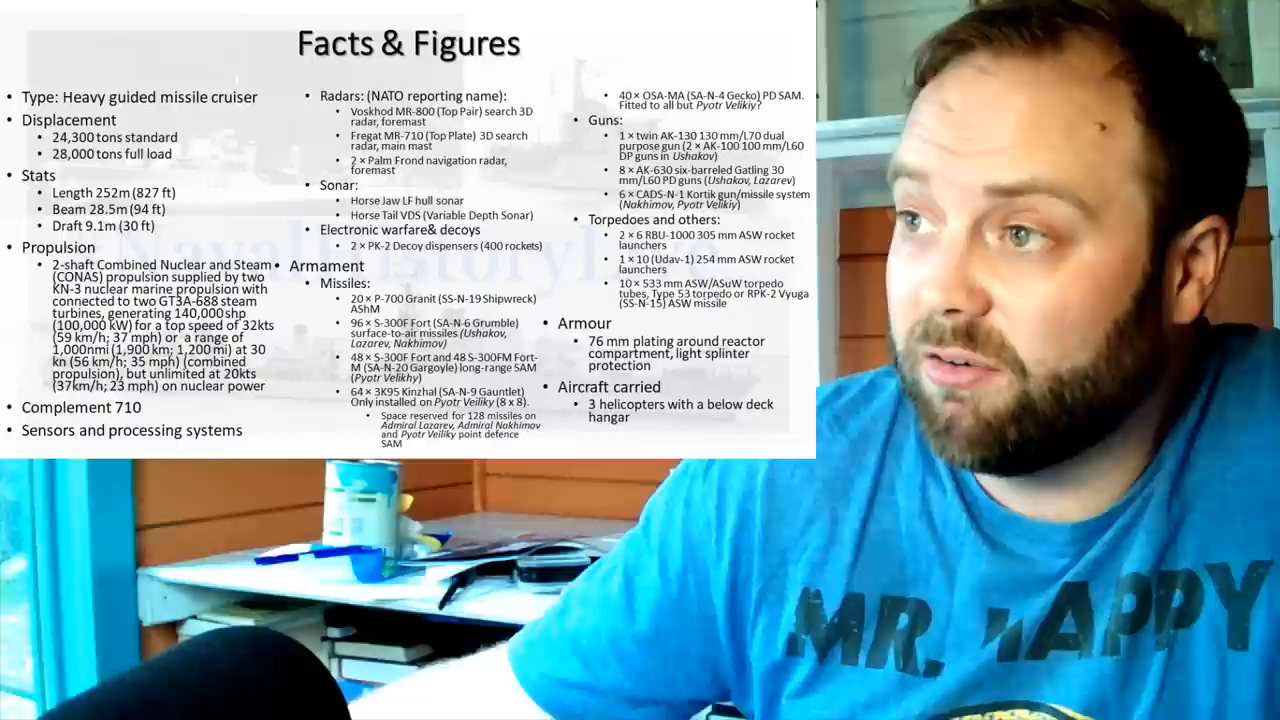 Facts & Figures
• Type: Heavy guided missile cruiser
• Displacement
• 24,300 tons standard
• 28,000 tons full load
• Stats
• Length 252m (827 ft)
• Beam 28.5m (94 ft)
• Draft 9.1m (30 ft)
• Propulsion
• 2-shaft Combined Nuclear and Steam
(CONAS) propulsion supplied by two
KN-3 nuclear marine propulsion with
connected to two GT3A-688 steam
turbines, generating 140,000 shp
(100,000 kW) for a top speed of 32kts
(59 km/h; 37 mph) or a range of
1,000nmi (1,900 km; 1,200 mi) at 30
kn (56 km/h; 35 mph) (combined
propulsion), but unlimited at 20kts
(37km/h; 23 mph) on nuclear power
• Complement 710
• Sensors and processing systems
• Radars: (NATO reporting name):
• Voskhod MR-800 (Top Pair) search 3D
radar, foremast
• Fregat MR-710 (Top Plate) 3D search
radar, main mast
• 2 × Palm Frond navigation radar,
foremast
• Sonar:
• Horse Jaw LF hull sonar
• Horse Tail VDS (Variable Depth Sonar)
• Electronic warfare& decoys
• 2 × PK-2 Decoy dispensers (400 rockets)
• Armament
• Missiles:
• 20 × P-700 Granit (SS-N-19 Shipwreck)
AShM
• 96 × S-300F Fort (SA-N-6 Grumble)
surface-to-air missiles (Ushakov,
Lazarev, Nakhimov)
• 48 × S-300F Fort and 48 S-300FM Fort-
M (SA-N-20 Gargoyle) long-range SAM
(Pyotr Velikhy)
• 64 × 3K95 Kinzhal (SA-N-9 Gauntlet)
Only installed on Pyotr Veiliky (8 x 8).
• Space reserved for 128 missiles on
Admiral Lazarev, Admiral Nakhimov
and Pyotr Veiliky point defence
SAM
• 40 × OSA-MA (SA-N-4 Gecko) PD SAM.
Fitted to all but Pyotr Velikiy?
• Guns:
• 1 × twin AK-130 130 mm/L70 dual
purpose gun (2 × AK-100 100 mm/L60
DP guns in Ushakov)
• 8 × AK-630 six-barreled Gatling 30
mm/L60 PD guns (Ushakov, Lazarev)
• 6 × CADS-N-1 Kortik gun/missile system
(Nakhimov, Pyotr Velikiy)
• Torpedoes and others:
• 2 × 6 RBU-1000 305 mm ASW rocket
launchers
• 1 × 10 (Udav-1) 254 mm ASW rocket
launchers
• 10 × 533 mm ASW/ASuW torpedo
tubes, Type 53 torpedo or RPK-2 Vyuga
(SS-N-15) ASW missile
• Armour
• 76 mm plating around reactor
compartment, light splinter
protection
• Aircraft carried
• 3 helicopters with a below deck
hangar
MR. HAPPY